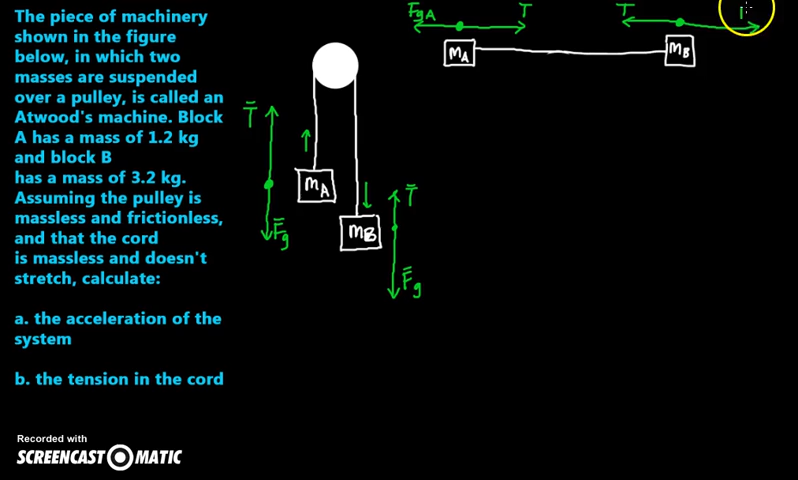 The piece of machinery
shown in the figure
below, in which two
masses are suspended
over a pulley, is called an
Atwood's machine. Block
A has a mass of 1.2 kg
and block B
has a mass of 3.2 kg.
Assuming the pulley is
massless and frictionless,
and that the cord
is massless and doesn't
stretch, calculate:
a. the acceleration of the
system
b. the tension in the cord
FgA T T
mA mB
T
mA
T
Fg
mB
Fg
Recorded with
SCREENCAST MATIC